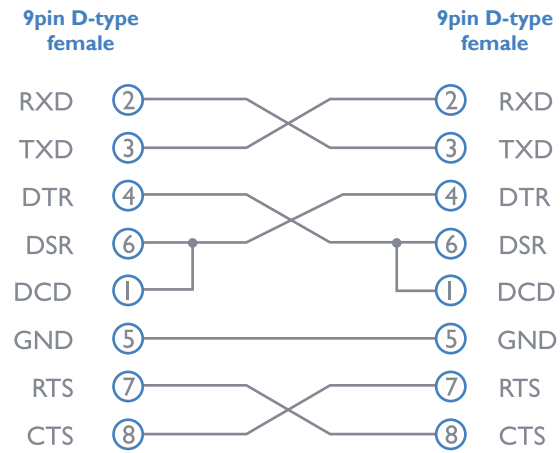 9pin D-type 9pin D-type
female female
RXD 2 2 RXD
TXD 3 3 TXD
DTR 4 4 DTR
DSR 6 6 DSR
DCD 1 1 DCD
GND 5 5 GND
RTS 7 7 RTS
CTS 8 8 CTS